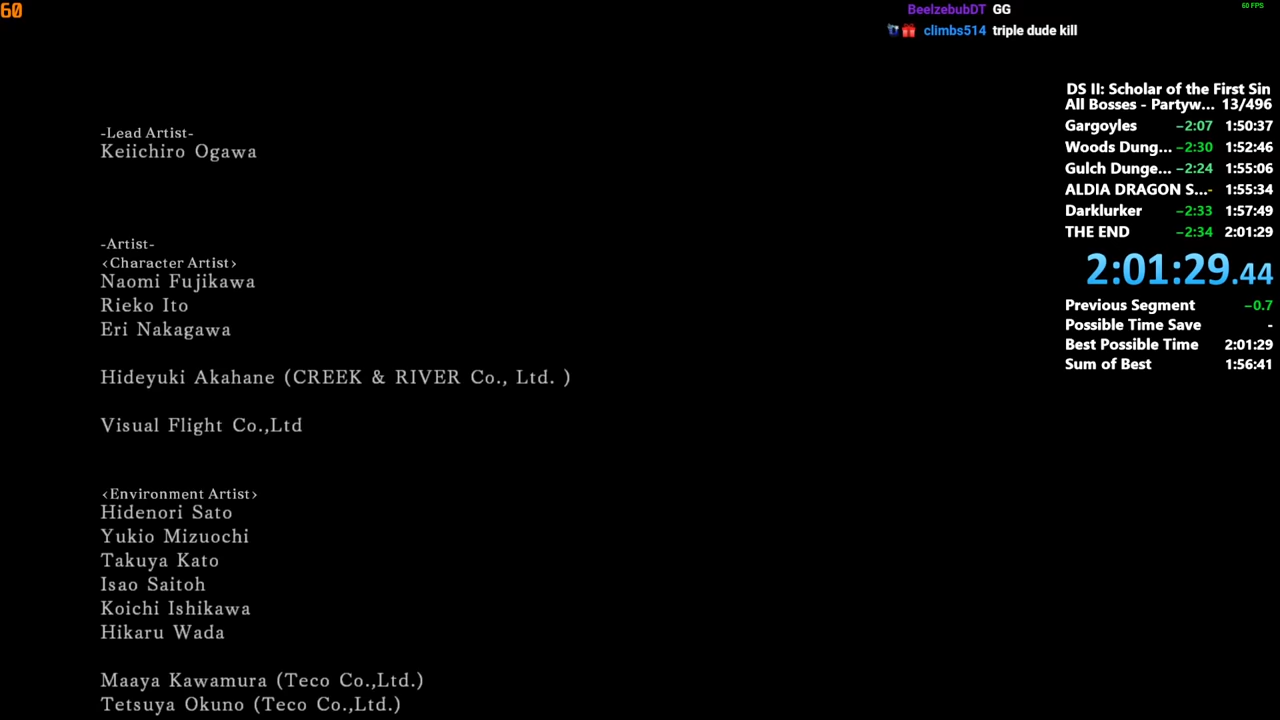 60
BeelzebubDT GG
60 FPS
climbs514 triple dude kill
DS II: Scholar of the First Sin
All Bosses - Partyw... 13/496
Gargoyles -2:07 1:50:37
Woods Dung... -2:30 1:52:46
Gulch Dunge... -2:24 1:55:06
ALDIA DRAGON S...- 1:55:34
Darklurker -2:33 1:57:49
THE END -2:34 2:01:29
2:01:29.44
Previous Segment -0.7
Possible Time Save -
Best Possible Time 2:01:29
Sum of Best 1:56:41
-Lead Artist-
Keiichiro Ogawa
-Artist-
<Character Artist>
Naomi Fujikawa
Rieko Ito
Eri Nakagawa
Hideyuki Akahane (CREEK & RIVER Co., Ltd. )
Visual Flight Co.,Ltd
<Environment Artist>
Hidenori Sato
Yukio Mizuochi
Takuya Kato
Isao Saitoh
Koichi Ishikawa
Hikaru Wada
Maaya Kawamura (Teco Co.,Ltd.)
Tetsuya Okuno (Teco Co.,Ltd.)